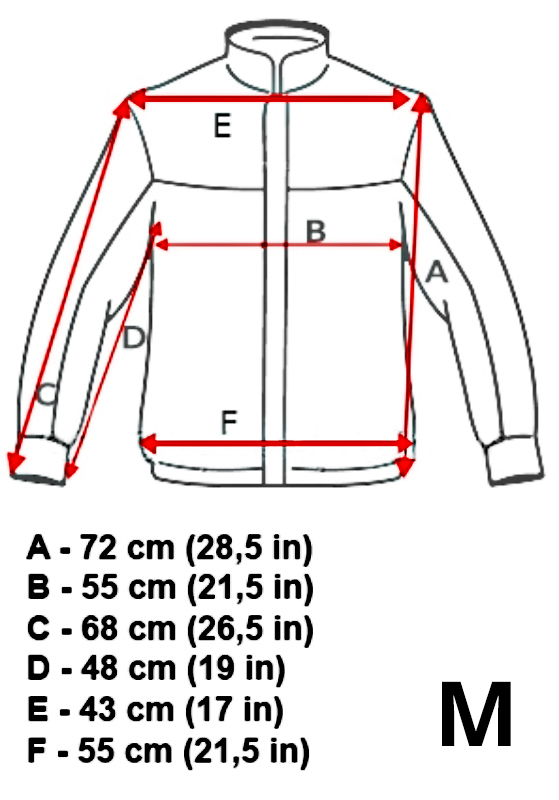 E
B
A
D
C
F
A - 72 cm (28,5 in)
B - 55 cm (21,5 in)
C - 68 cm (26,5 in)
D - 48 cm (19 in)
E - 43 cm (17 in)
F - 55 cm (21,5 in)
M